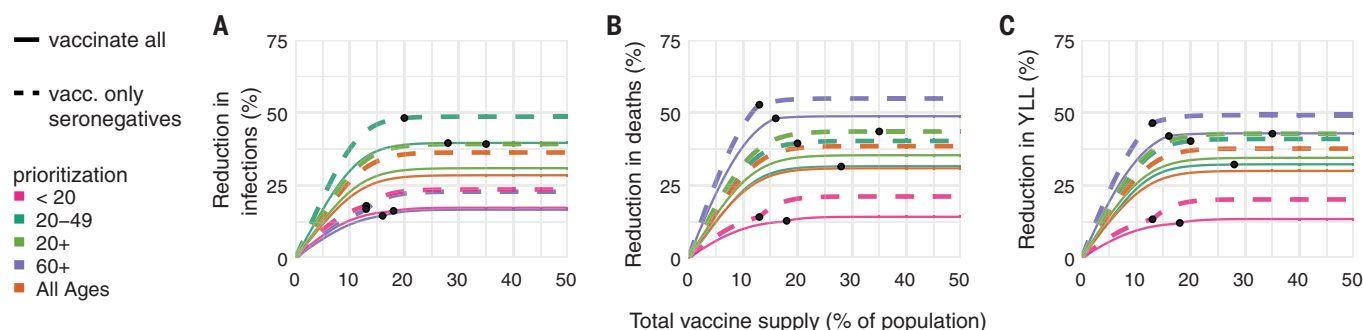 vaccinate all
vacc. only
seronegatives
prioritization
< 20
20–49
20+
60+
All Ages
A
Reduction in
infections (%)
75
50
25
0
0 10 20 30 40 50
B
Reduction in deaths (%)
75
50
25
0
0 10 20 30 40 50
C
Reduction in YLL (%)
75
50
25
0
0 10 20 30 40 50
Total vaccine supply (% of population)